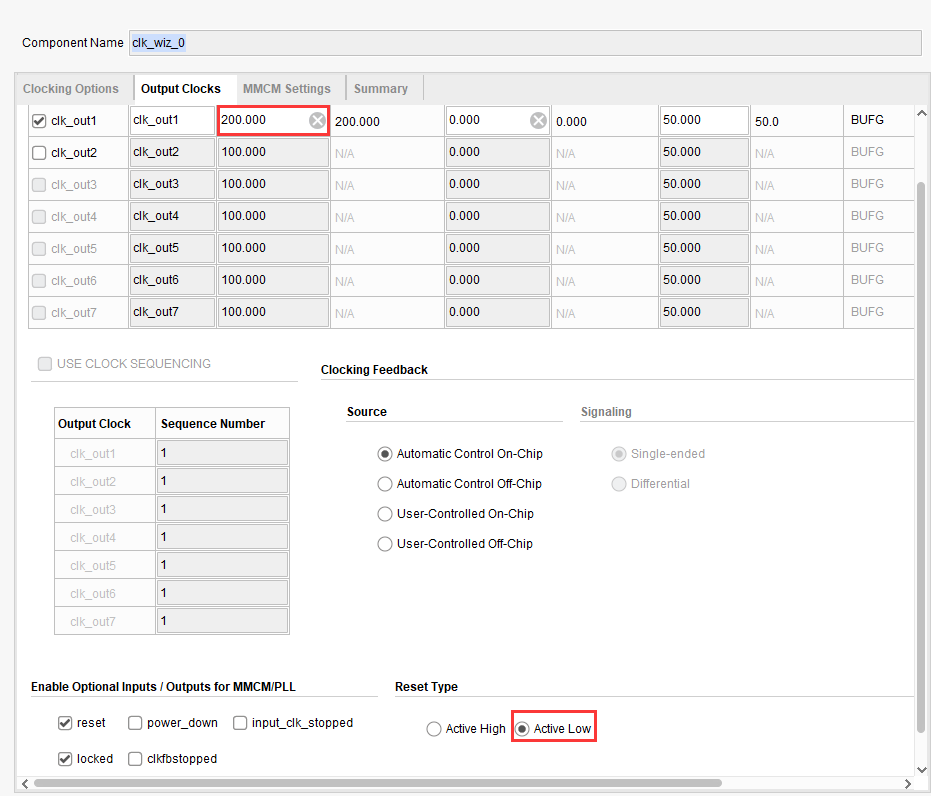 Component Name clk_wiz_0
Clocking Options Output Clocks MMCM Settings Summary
clk_out1 clk_out1 200.000 200.000 0.000 0.000 50.000 50.0 BUFG
clk_out2 clk_out2 100.000 N/A 0.000 N/A 50.000 N/A BUFG
clk_out3 clk_out3 100.000 N/A 0.000 N/A 50.000 N/A BUFG
clk_out4 clk_out4 100.000 N/A 0.000 N/A 50.000 N/A BUFG
clk_out5 clk_out5 100.000 N/A 0.000 N/A 50.000 N/A BUFG
clk_out6 clk_out6 100.000 N/A 0.000 N/A 50.000 N/A BUFG
clk_out7 clk_out7 100.000 N/A 0.000 N/A 50.000 N/A BUFG
USE CLOCK SEQUENCING
Output Clock Sequence Number
clk_out1 1
clk_out2 1
clk_out3 1
clk_out4 1
clk_out5 1
clk_out6 1
clk_out7 1
Clocking Feedback
Source Signaling
Automatic Control On-Chip Single-ended
Automatic Control Off-Chip Differential
User-Controlled On-Chip
User-Controlled Off-Chip
Enable Optional Inputs / Outputs for MMCM/PLL
reset power_down input_clk_stopped
locked clkfbstopped
Reset Type
Active High Active Low